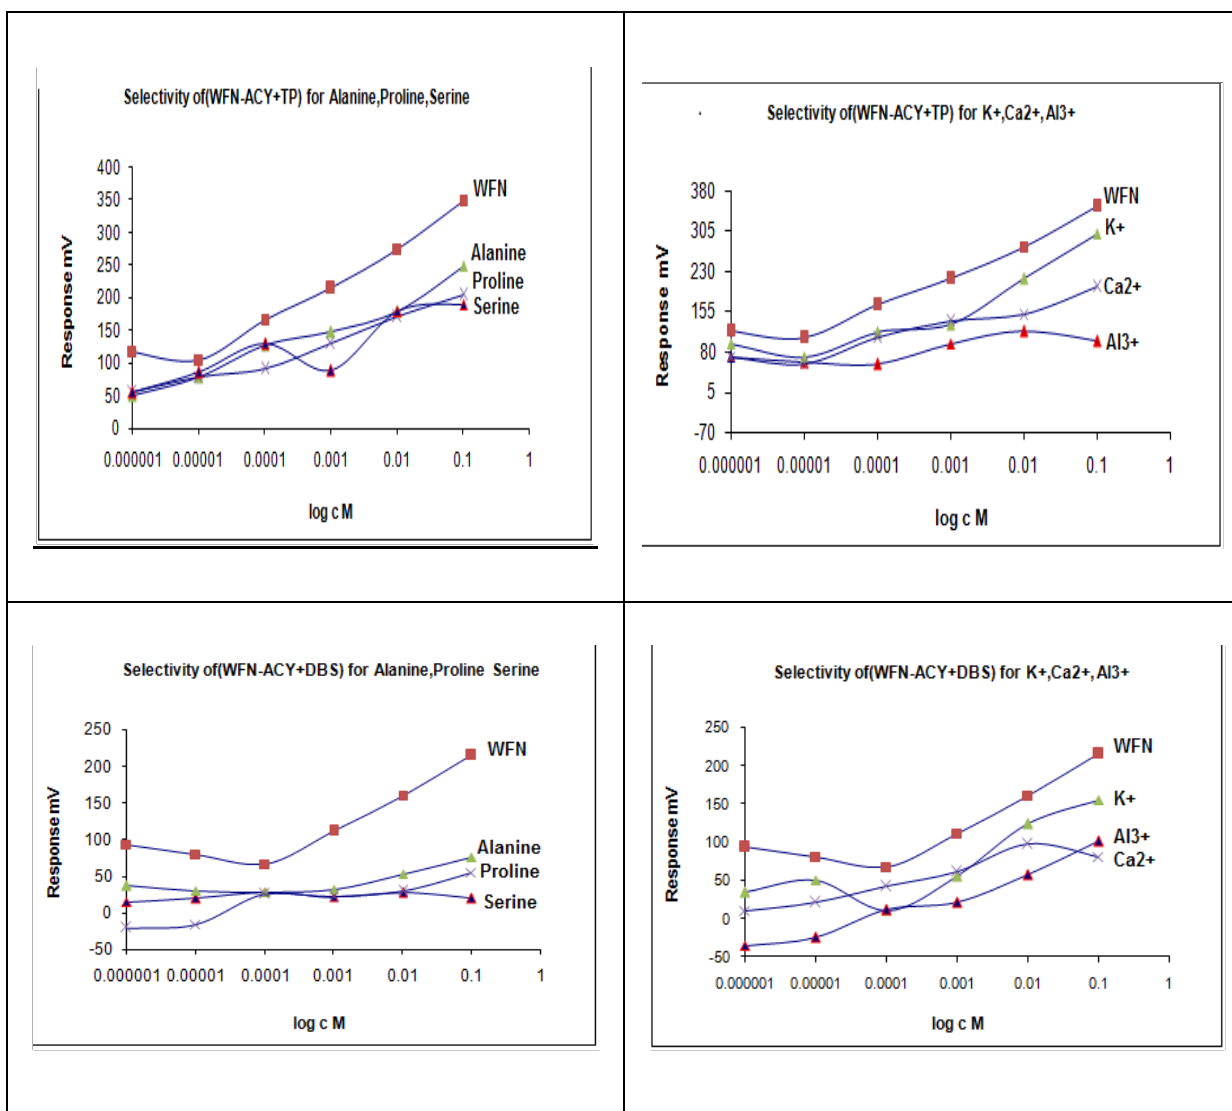 Selectivity of(WFN-ACY+TP) for Alanine,Proline,Serine
400
350
300
250
200
150
100
50
0
Response mV
WFN
Alanine
Proline
Serine
0.000001 0.00001 0.0001 0.001 0.01 0.1 1
log c M
Selectivity of(WFN-ACY+TP) for K+,Ca2+,Al3+
380
305
230
155
80
5
-70
Response mV
WFN
K+
Ca2+
Al3+
0.000001 0.00001 0.0001 0.001 0.01 0.1 1
log c M
Selectivity of(WFN-ACY+DBS) for Alanine,Proline Serine
250
200
150
100
50
0
-50
Response mV
WFN
Alanine
Proline
Serine
0.000001 0.00001 0.0001 0.001 0.01 0.1 1
log c M
Selectivity of(WFN-ACY+DBS) for K+,Ca2+,Al3+
250
200
150
100
50
0
-50
Response mV
WFN
K+
Al3+
Ca2+
0.000001 0.00001 0.0001 0.001 0.01 0.1 1
log c M